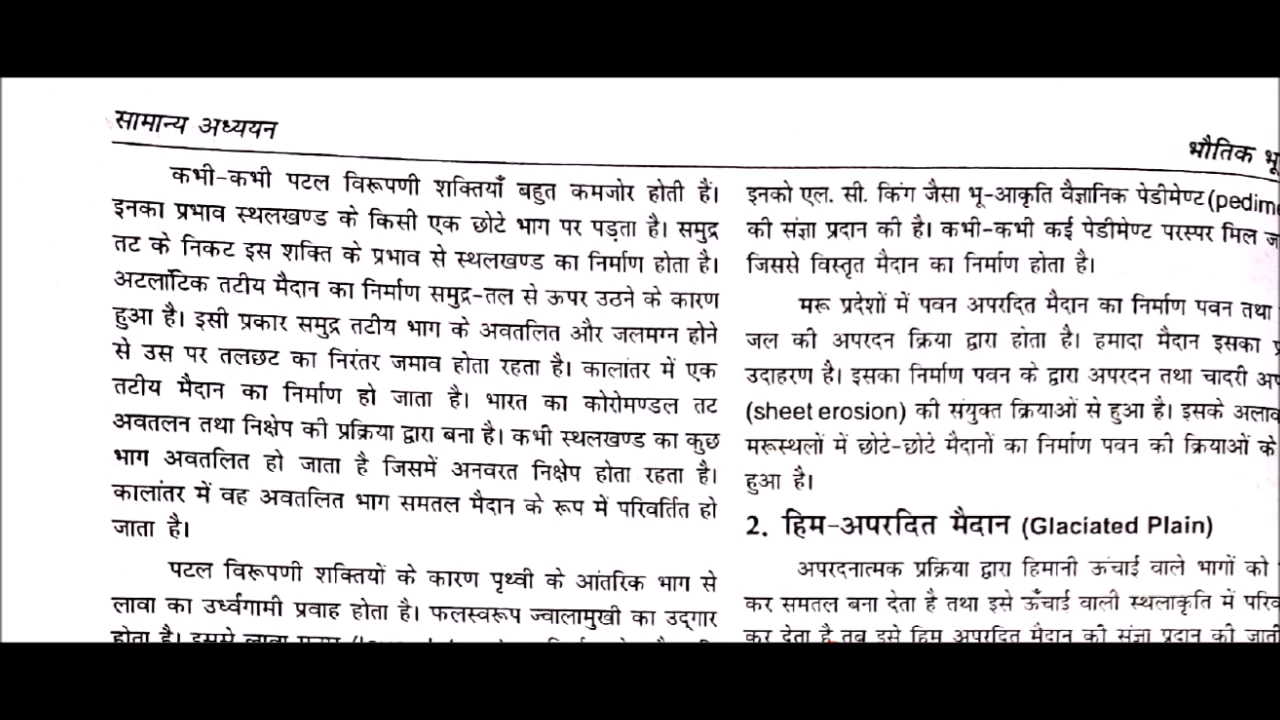 सामान्य अध्ययन
भौतिक
कभी-कभी पटल विरूपणी शक्तियाँ बहुत कमजोर होती हैं।
इनका प्रभाव स्थलखण्ड के किसी एक छोटे भाग पर पड़ता है। समुद्र
तट के निकट इस शक्ति के प्रभाव से स्थलखण्ड का निर्माण होता है।
अटलाँटिक तटीय मैदान का निर्माण समुद्र-तल से ऊपर उठने के कारण
हुआ है। इसी प्रकार समुद्र तटीय भाग के अवतलित और जलमग्न होने
से उस पर तलछट का निरंतर जमाव होता रहता है। कालांतर में एक
तटीय मैदान का निर्माण हो जाता है। भारत का कोरोमण्डल तट
अवतलन तथा निक्षेप की प्रक्रिया द्वारा बना है। कभी स्थलखण्ड का कुछ
भाग अवतलित हो जाता है जिसमें अनवरत निक्षेप होता रहता है।
कालांतर में वह अवतलित भाग समतल मैदान के रूप में परिवर्तित हो
जाता है।
पटल विरूपणी शक्तियों के कारण पृथ्वी के आंतरिक भाग से
लावा का उर्ध्वगामी प्रवाह होता है। फलस्वरूप ज्वालामुखी का उद्‌गार
होता है। इससे लावा
इनको एल. सी. किंग जैसा भू-आकृति वैज्ञानिक पेडीमेण्ट (pedim
की संज्ञा प्रदान की है। कभी-कभी कई पेडीमेण्ट परस्पर मिल
जिससे विस्तृत मैदान का निर्माण होता है।
मरू प्रदेशों में पवन अपरदित मैदान का निर्माण पवन तथा
जल की अपरदन क्रिया द्वारा होता है। हमादा मैदान इसका
उदाहरण है। इसका निर्माण पवन के द्वारा अपरदन तथा चादरी
(sheet erosion) की संयुक्त क्रियाओं से हुआ है। इसके
मरूस्थलों में छोटे-छोटे मैदानों का निर्माण पवन की क्रियाओं के
हुआ है।
2. हिम-अपरदित मैदान (Glaciated Plain)
अपरदनात्मक प्रक्रिया द्वारा हिमानी ऊंचाई वाले भागों को
कर समतल बना देता है तथा इसे ऊँचाई वाली स्थलाकृति में
कर देता है तब इसे हिम अपरदित मैदान की संज्ञा प्रदान की